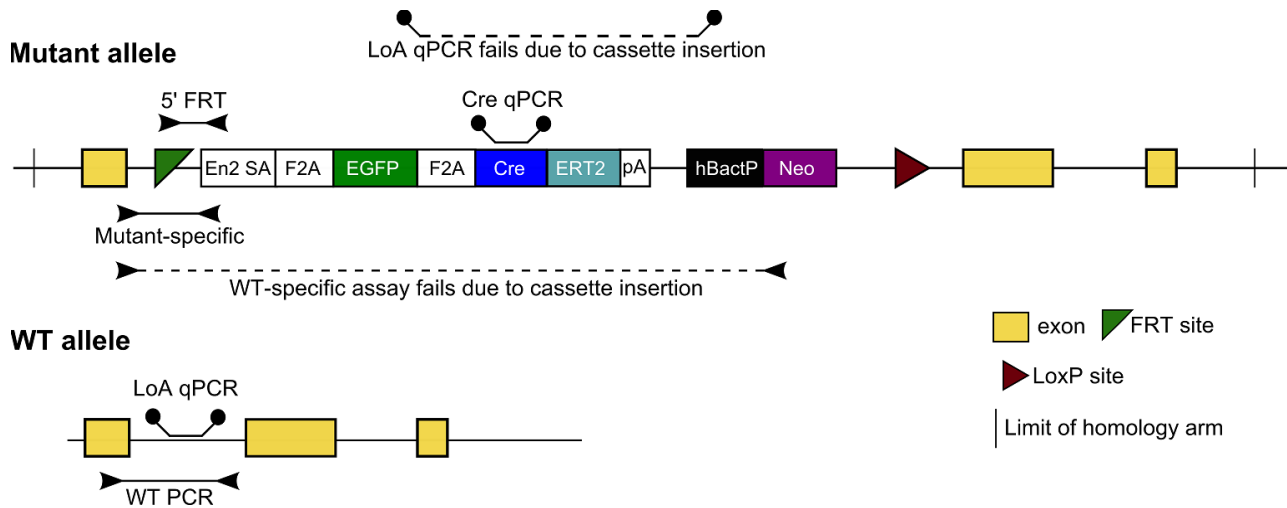 LoA qPCR fails due to cassette insertion
Mutant allele
5' FRT
Cre qPCR
En2 SA F2A EGFP F2A Cre ERT2 pA hBactP Neo
Mutant-specific
WT-specific assay fails due to cassette insertion
WT allele
LoA qPCR
WT PCR
exon FRT site
LoxP site
Limit of homology arm